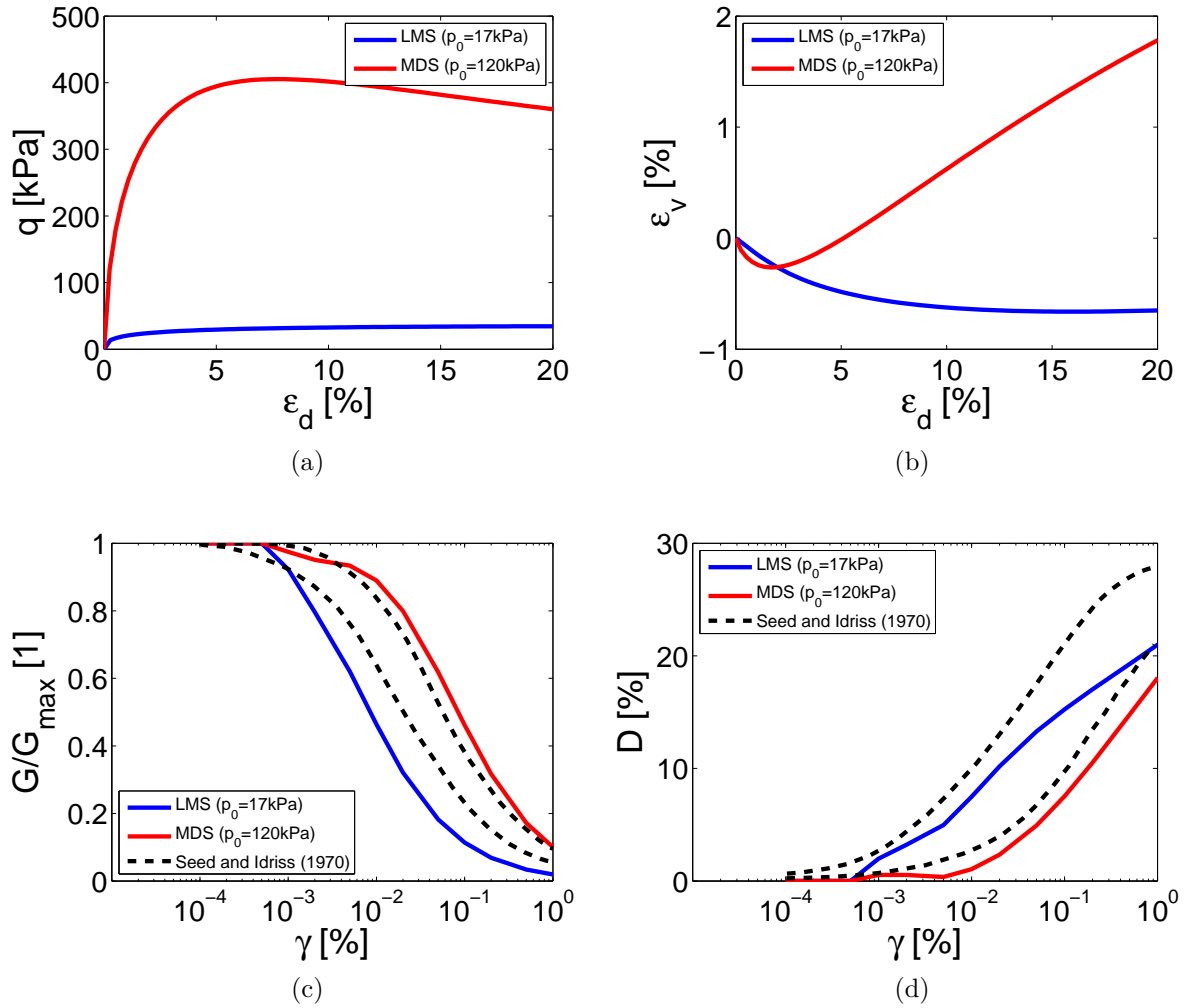 500
400
300
200
100
0
0 5 10 15 20
q [kPa]
ε_d [%]
LMS (p_0=17kPa)
MDS (p_0=120kPa)
(a)
2
1
0
−1
0 5 10 15 20
ε_v [%]
ε_d [%]
LMS (p_0=17kPa)
MDS (p_0=120kPa)
(b)
1
0.8
0.6
0.4
0.2
0
10^−4 10^−3 10^−2 10^−1 10^0
G/G_max [1]
γ [%]
LMS (p_0=17kPa)
MDS (p_0=120kPa)
Seed and Idriss (1970)
(c)
30
20
10
0
10^−4 10^−3 10^−2 10^−1 10^0
D [%]
γ [%]
LMS (p_0=17kPa)
MDS (p_0=120kPa)
Seed and Idriss (1970)
(d)